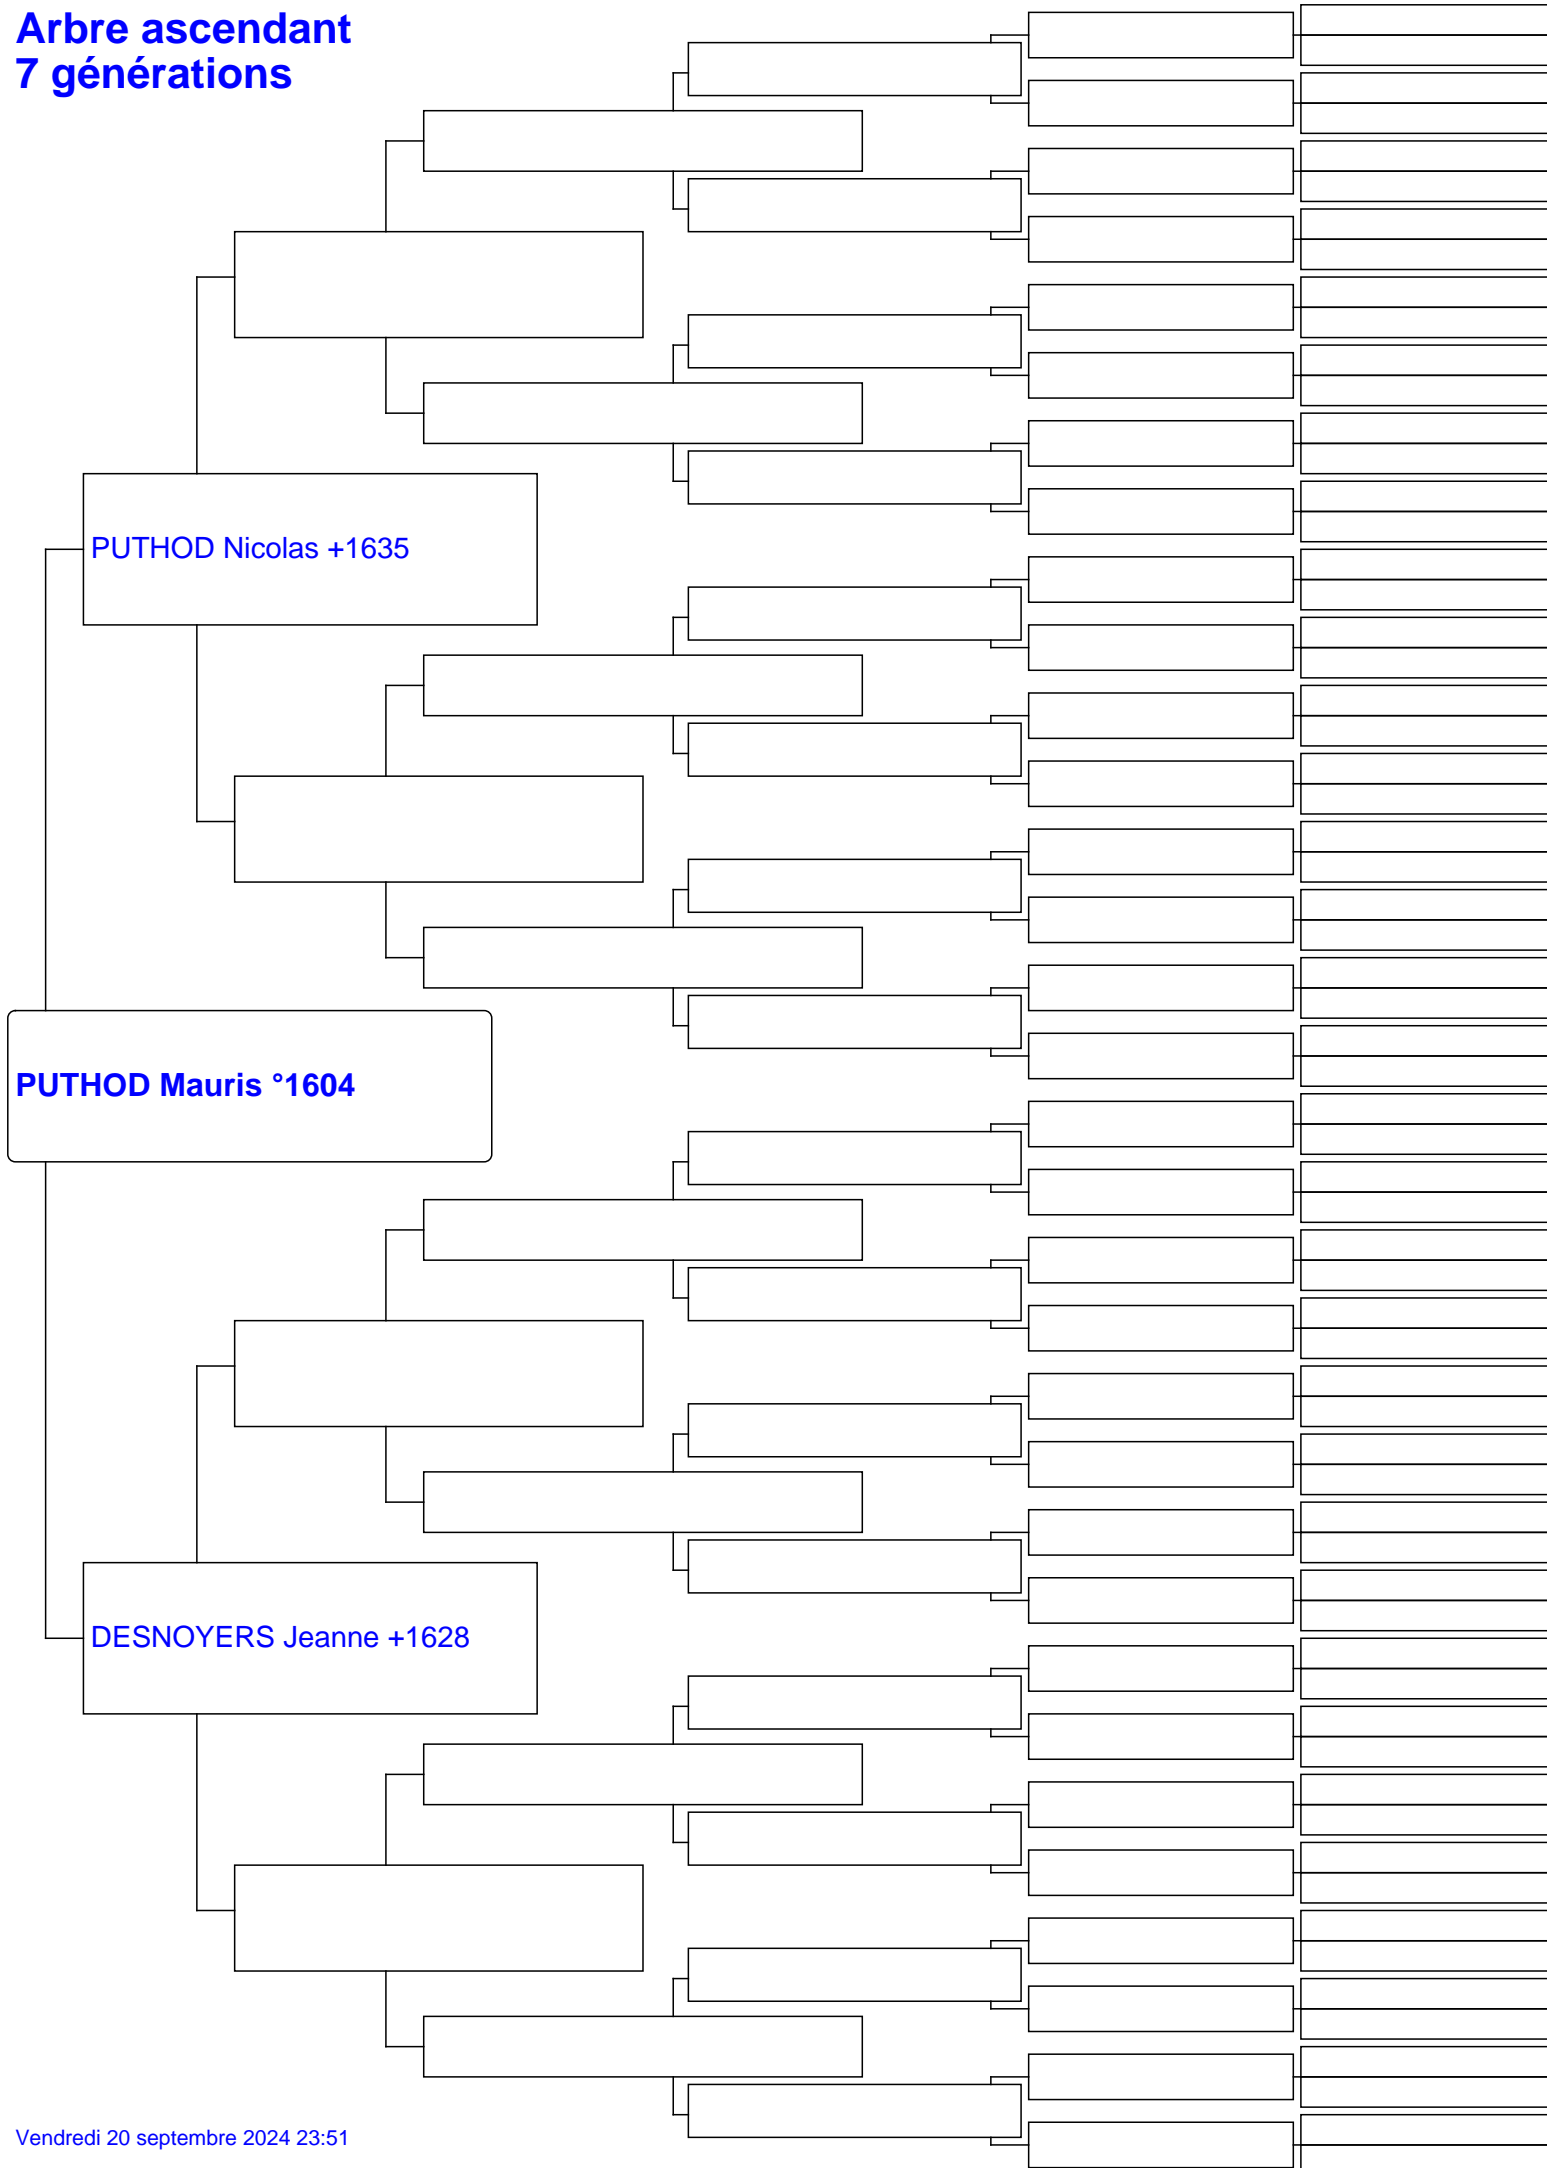 Arbre ascendant
7 générations
PUTHOD Nicolas +1635
PUTHOD Mauris °1604
DESNOYERS Jeanne +1628
Vendredi 20 septembre 2024 23:51